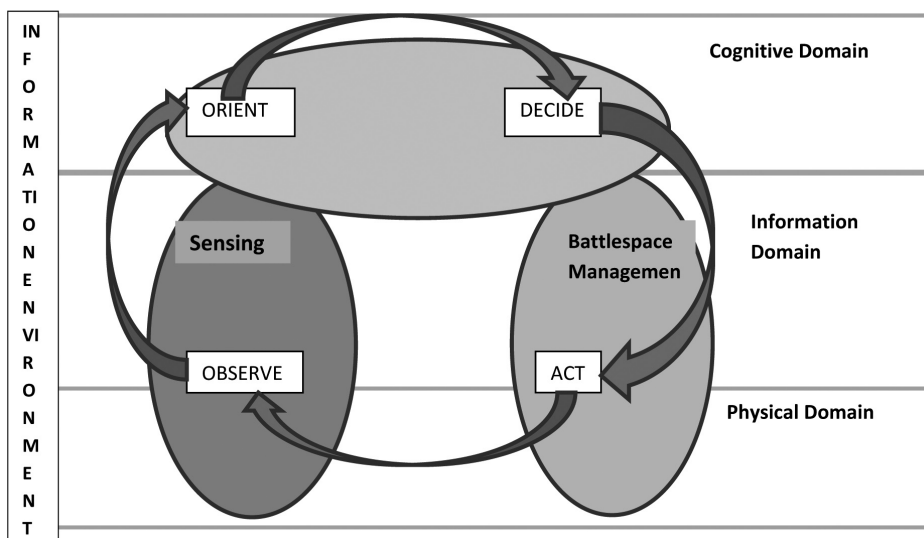 IN
F
O
R
M
A
TI
O
N
E
N
VI
R
O
N
M
E
N
T
Cognitive Domain
ORIENT
DECIDE
Sensing
Battlespace
Managemen
Information
Domain
OBSERVE
ACT
Physical Domain